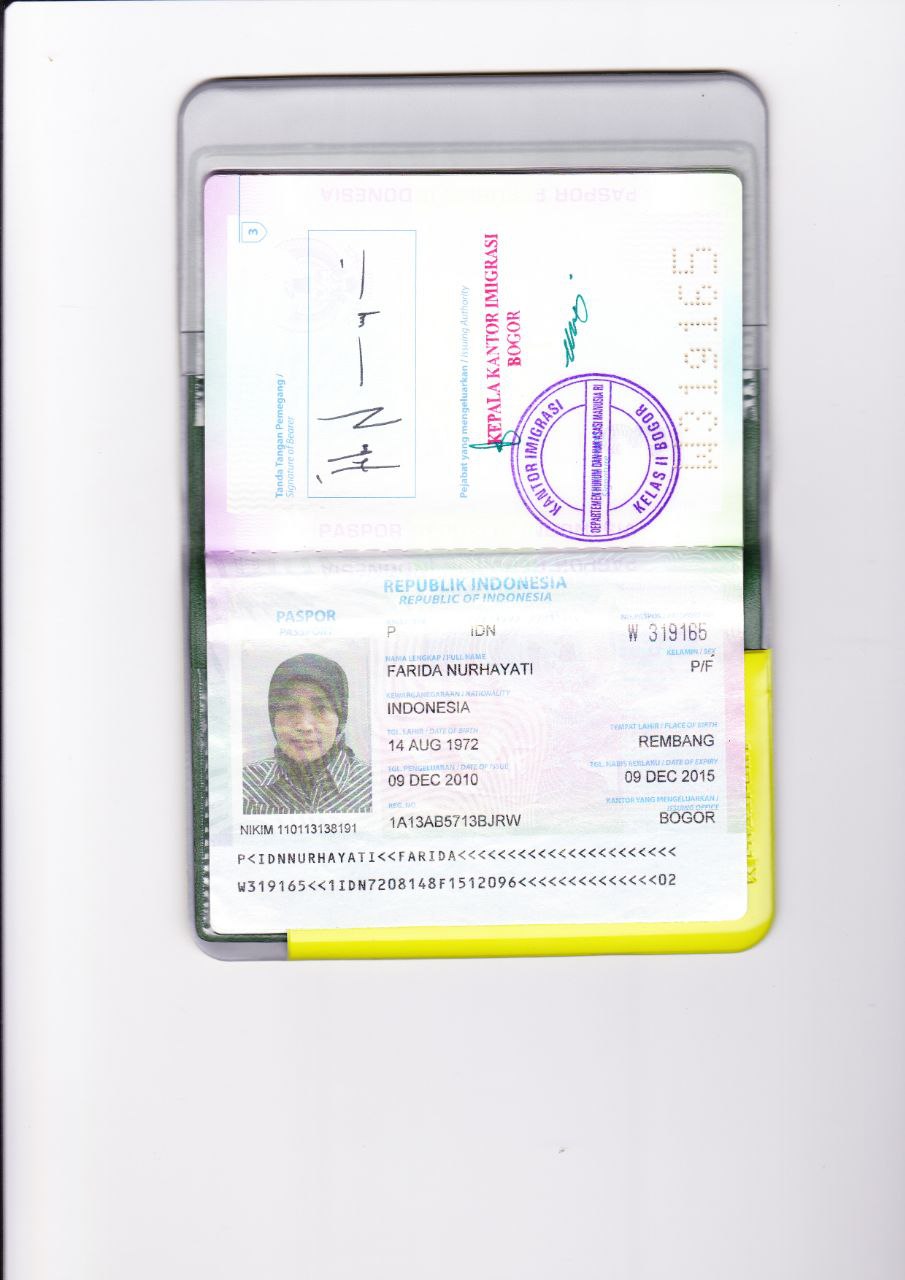 3
Tanda Tangan Pemegang /
Signature of Bearer
Pejabat yang mengeluarkan / Issuing Authority
KEPALA KANTOR IMIGRASI
BOGOR
KANTOR IMIGRASI
DEPARTEMEN HUKUM DAN HAK ASASI MANUSIA RI
KELAS II BOGOR
W319165
PASPOR
REPUBLIK INDONESIA
REPUBLIC OF INDONESIA
PASPOR
PASSPORT
P IDN W 319165
NAMA LENGKAP / FULL NAME KELAMIN / SEX
FARIDA NURHAYATI P/F
KEWARGANEGARAAN / NATIONALITY
INDONESIA
TGL. LAHIR / DATE OF BIRTH TEMPAT LAHIR / PLACE OF BIRTH
14 AUG 1972 REMBANG
TGL. PENGELUARAN / DATE OF ISSUE TGL. HABIS BERLAKU / DATE OF EXPIRY
09 DEC 2010 09 DEC 2015
REG. NO KANTOR YANG MENGELUARKAN /
ISSUING OFFICE
1A13AB5713BJRW BOGOR
NIKIM 110113138191
P<IDNNURHAYATI<<FARIDA<<<<<<<<<<<<<<<<<<<<<<
W319165<<1IDN7208148F1512096<<<<<<<<<<<<<<02